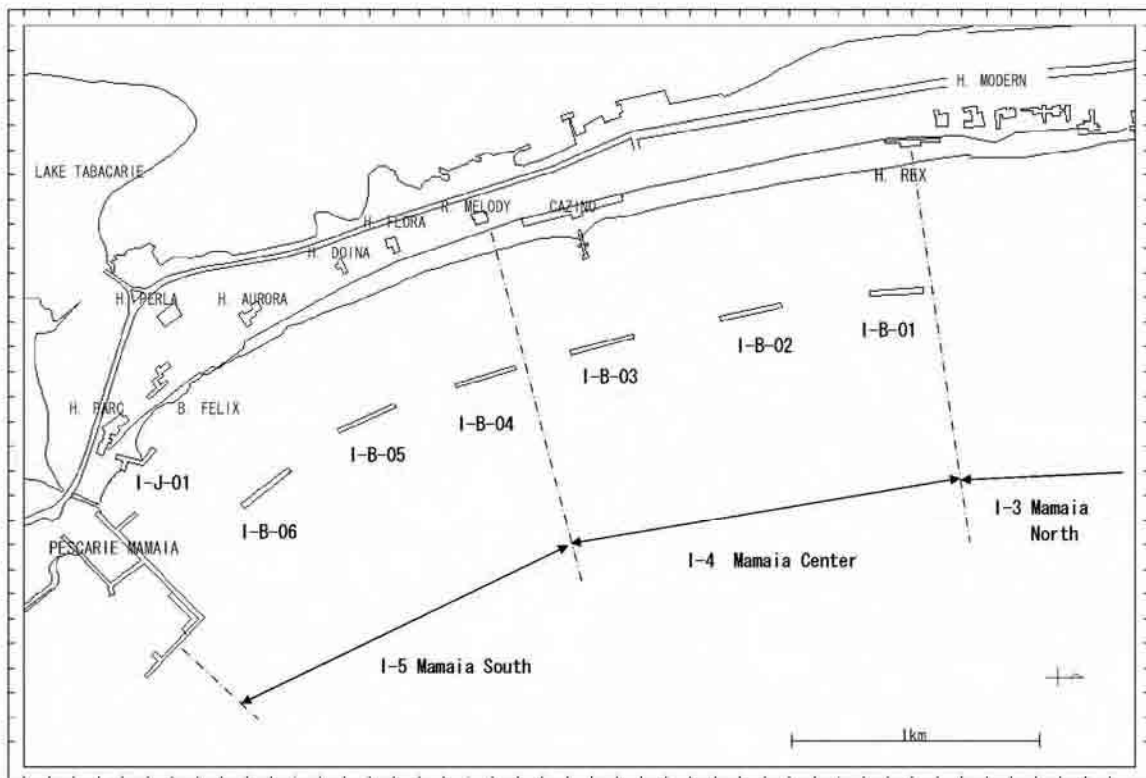 H. MODERN
LAKE TABACARIE
H. REX
R. MELODY
CAZINO
H. FLORA
H. DOINA
H. PERLA
H. AURORA
I-B-01
I-B-02
I-B-03
I-B-04
H. PARC
B. FELIX
I-B-05
I-J-01
I-B-06
I-3 Mamaia
North
PESCARIE MAMAIA
I-4 Mamaia Center
I-5 Mamaia South
1km